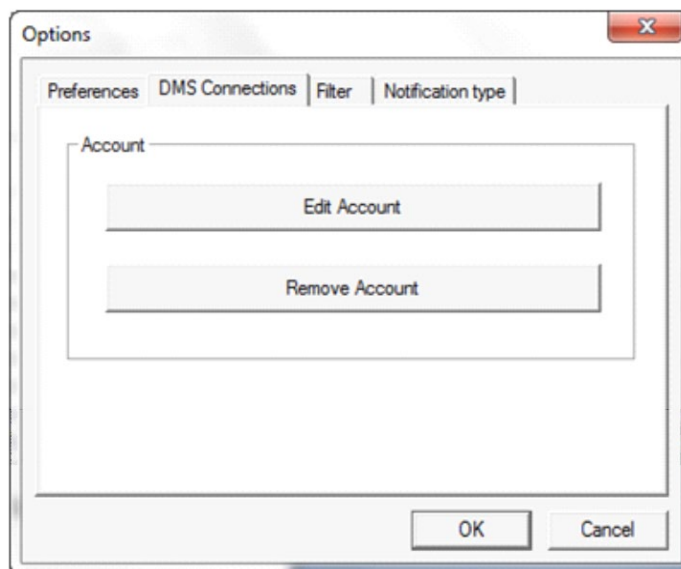 Options
Preferences DMS Connections Filter Notification type
Account
Edit Account
Remove Account
OK Cancel